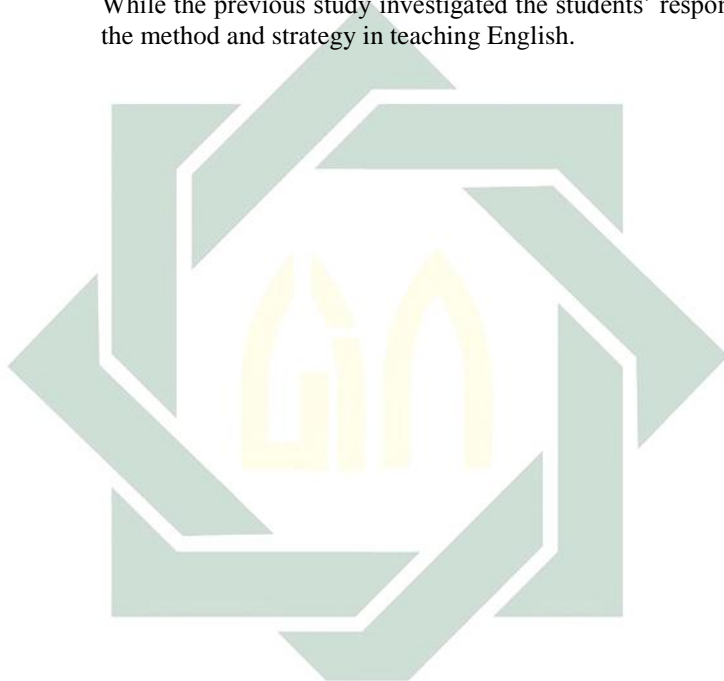 While the previous study investigated the students’ respon
the method and strategy in teaching English.